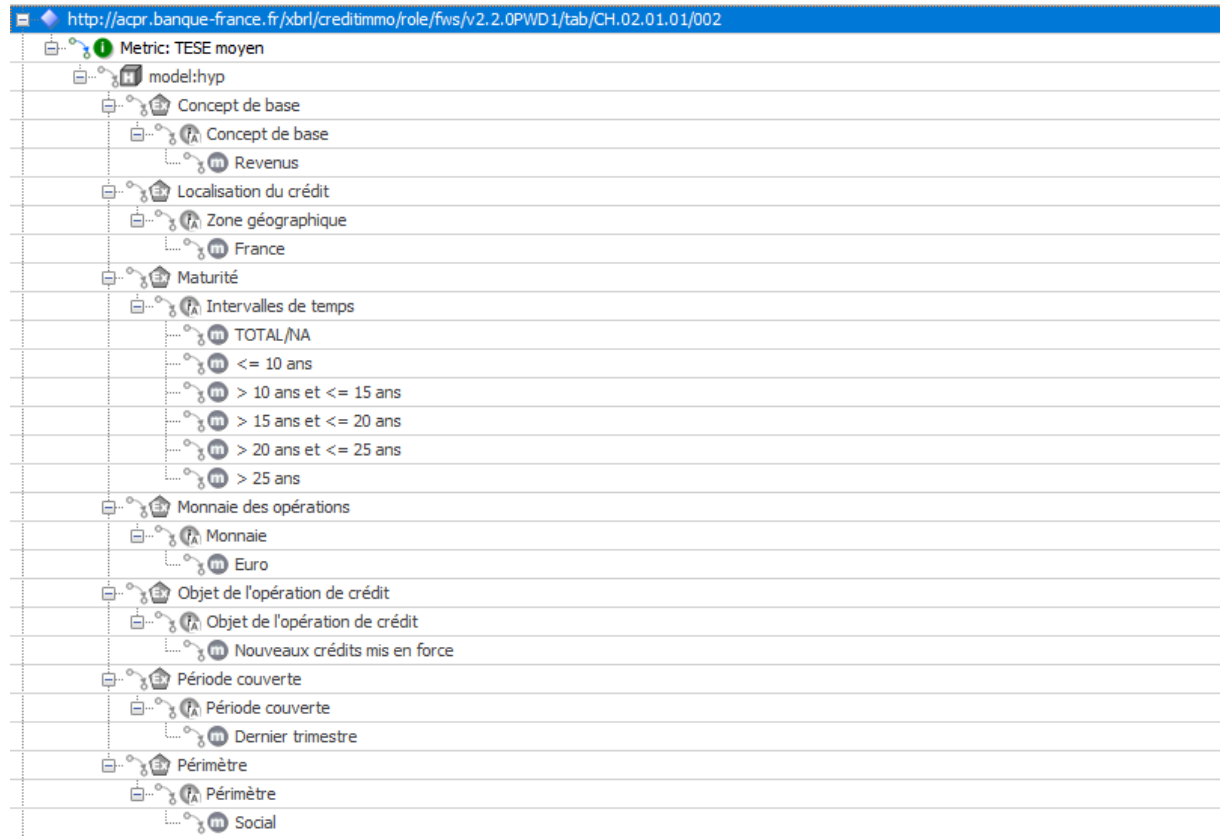 http://acpr.banque-france.fr/xbrl/creditimmo/role/fws/v2.2.0PWD1/tab/CH.02.01.01/002
Metric: TESE moyen
model:hyp
Concept de base
Concept de base
Revenus
Localisation du crédit
Zone géographique
France
Maturité
Intervalles de temps
TOTAL/NA
<= 10 ans
> 10 ans et <= 15 ans
> 15 ans et <= 20 ans
> 20 ans et <= 25 ans
> 25 ans
Monnaie des opérations
Monnaie
Euro
Objet de l'opération de crédit
Objet de l'opération de crédit
Nouveaux crédits mis en force
Période couverte
Période couverte
Dernier trimestre
Périmètre
Périmètre
Social